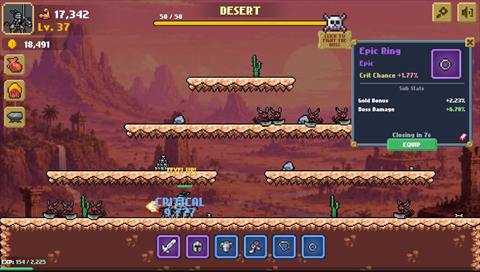 17,342
Lv. 37
18,491
50 / 50
DESERT
CLICK TO
FIGHT THE
BOSS
Epic Ring
Epic
Crit Chance +1.77%
Sub Stats
Gold Bonus +2.23%
Boss Damage +6.78%
Closing in 7s
EQUIP
LEVEL UP!
CRITICAL
9,777
EXP: 154 / 2,225